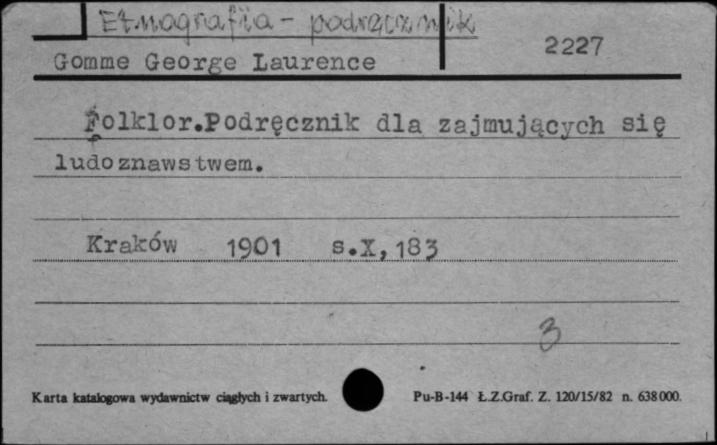 Etnografia - podręcznik
Gomme George Laurence 2227
Folklor.Podręcznik dla zajmujących się
ludoznawstwem.
Kraków 1901 s.X,183
3
Karta katalogowa wydawnictw ciągłych i zwartych. Pu-B-144 Ł.Z.Graf. Z. 120/15/82 n. 638000.